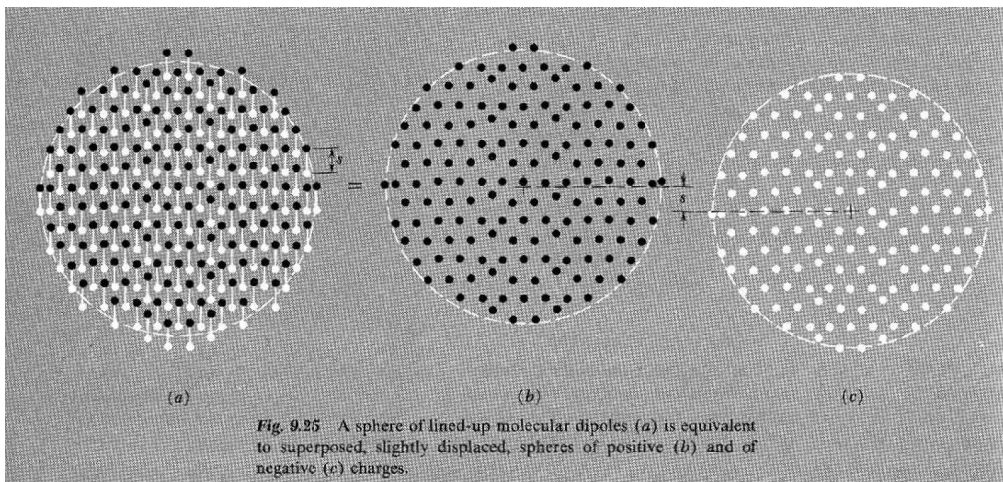 s
=
s
(a)
(b)
(c)
Fig. 9.25 A sphere of lined-up molecular dipoles (a) is equivalent
to superposed, slightly displaced, spheres of positive (b) and of
negative (c) charges.